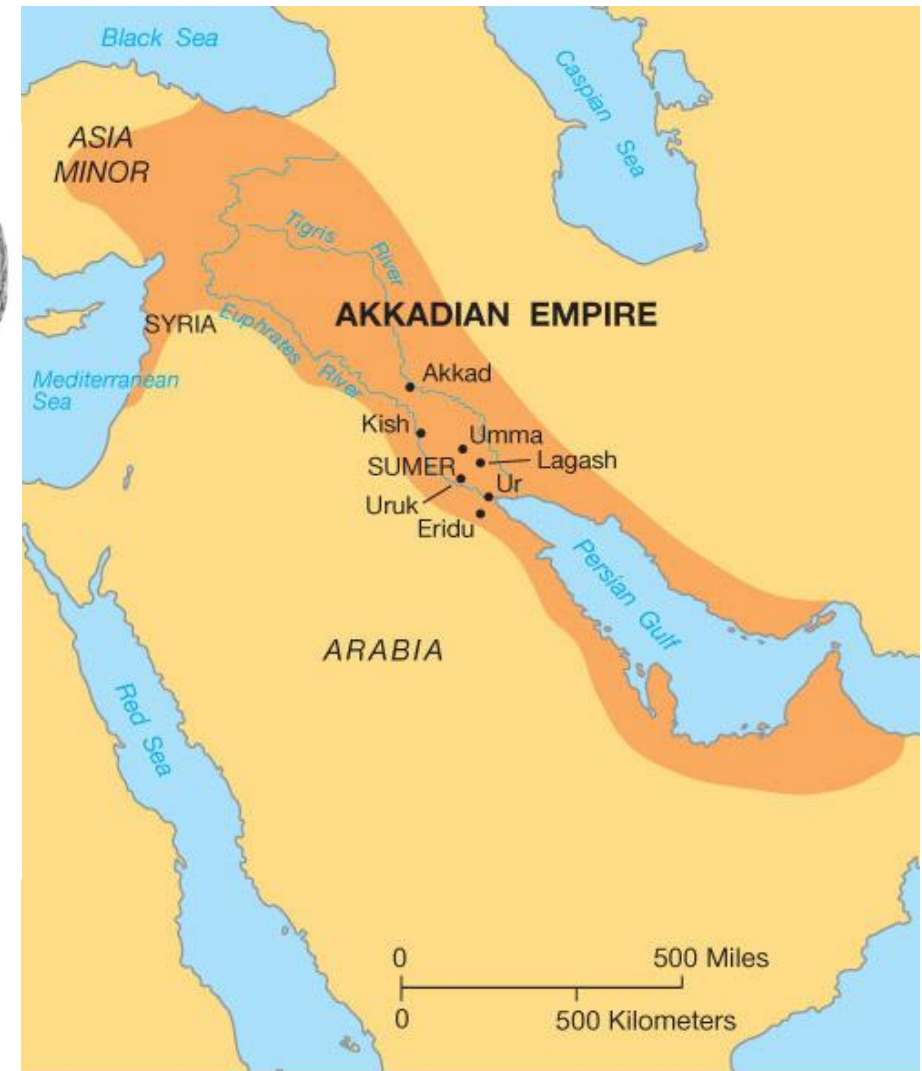 Black Sea
Caspian
Sea
ASIA
MINOR
Tigris
River
AKKADIAN EMPIRE
SYRIA
Euphrates
River
Mediterranean
Sea
Akkad
Kish
Umma
SUMER
Lagash
Uruk
Ur
Eridu
Persian
Gulf
ARABIA
Red Sea
0 500 Miles
0 500 Kilometers